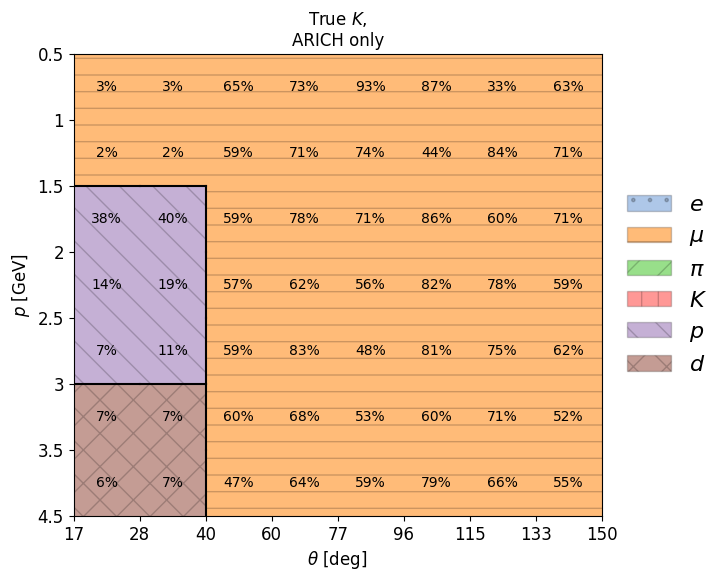 True K,
ARICH only
0.5
3% 3% 65% 73% 93% 87% 33% 63%
1
2% 2% 59% 71% 74% 44% 84% 71%
1.5
38% 40% 59% 78% 71% 86% 60% 71%
2
14% 19% 57% 62% 56% 82% 78% 59%
2.5
7% 11% 59% 83% 48% 81% 75% 62%
3
7% 7% 60% 68% 53% 60% 71% 52%
3.5
6% 7% 47% 64% 59% 79% 66% 55%
4.5
p [GeV]
17 28 40 60 77 96 115 133 150
θ [deg]
e
μ
π
K
p
d